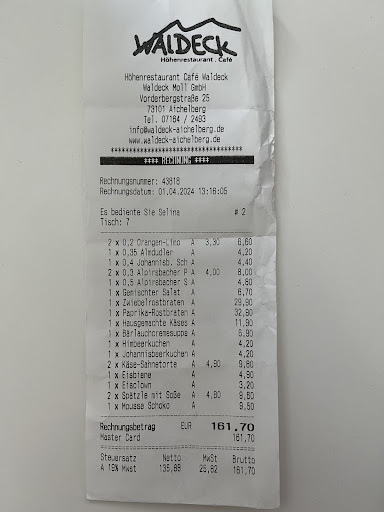 WALDECK
Höhenrestaurant . Café
Höhenrestaurant Café Waldeck
Waldeck Moll GmbH
Vorderbergstraße 25
73101 Aichelberg
Tel. 07164 / 2493
info@waldeck-aichelberg.de
www.waldeck-aichelberg.de
**** RECHNUNG ****
Rechnungsnummer: 43818
Rechnungsdatum: 01.04.2024 13:16:05
Es bediente Sie Selina # 2
Tisch: 7
2 x 0,2 Orangen-Limo A 3,30 6,60
1 x 0,35 Almdudler A 4,20
1 x 0,4 Johannisb. Sch A 4,40
2 x 0,3 Alpirsbacher P A 4,00 8,00
1 x 0,5 Alpirsbacher S A 4,80
1 x Gemischter Salat A 6,70
1 x Zwiebelrostbraten A 29,90
1 x Paprika-Rostbraten A 32,90
1 x Hausgemachte Käses A 11,90
1 x Bärlauchcremesuppe A 6,90
1 x Himbeerkuchen A 4,20
1 x Johannisbeerkuchen A 4,20
2 x Käse-Sahnetorte A 4,90 9,80
1 x Eisbiene A 4,90
1 x Eisclown A 3,20
2 x Spätzle mit Soße A 4,80 9,60
1 x Mousse Schoko A 9,50
Rechnungsbetrag EUR 161,70
Master Card 161,70
Steuersatz Netto MwSt Brutto
A 19% Mwst 135,88 25,82 161,70